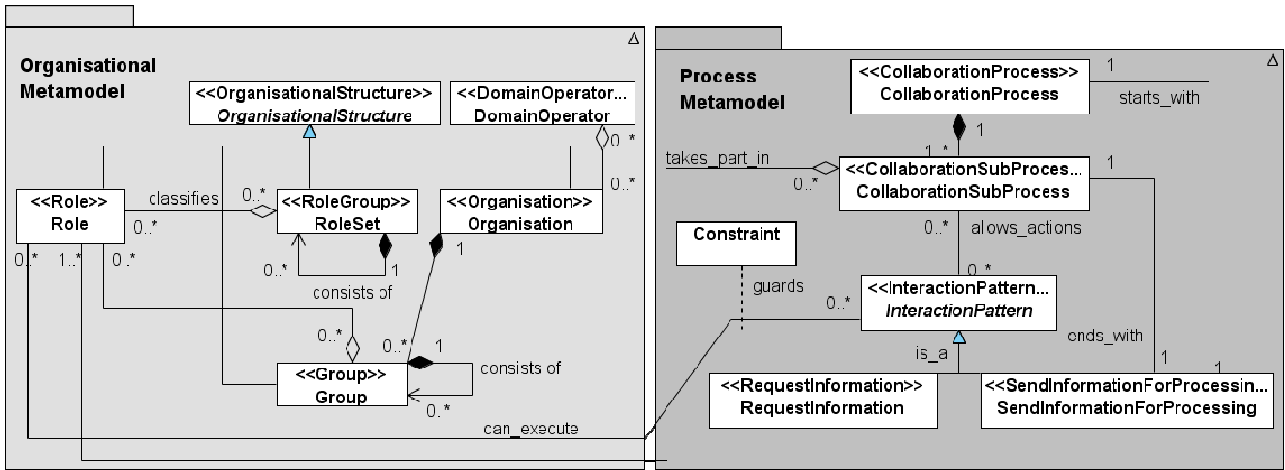 Organisational
Metamodel
<<OrganisationalStructure>>
OrganisationalStructure
<<DomainOperator...
DomainOperator
0..*
0..*
<<Role>>
Role
classifies
0..*
0..*
<<RoleGroup>>
RoleSet
<<Organisation>>
Organisation
0..*
1..*
0..*
0..*
1
1
consists of
0..*
0..*
1
<<Group>>
Group
consists of
0..*
can_execute
Process
Metamodel
<<CollaborationProcess>>
CollaborationProcess
1
starts_with
1
1..*
takes_part_in
0..*
<<CollaborationSubProces...
CollaborationSubProcess
1
Constraint
0..*
alows_actions
0..*
guards
0..*
<<InteractionPattern...
InteractionPattern
is_a
ends_with
1
1
<<RequestInformation>>
RequestInformation
<<SendInformationForProcessin...
SendInformationForProcessing